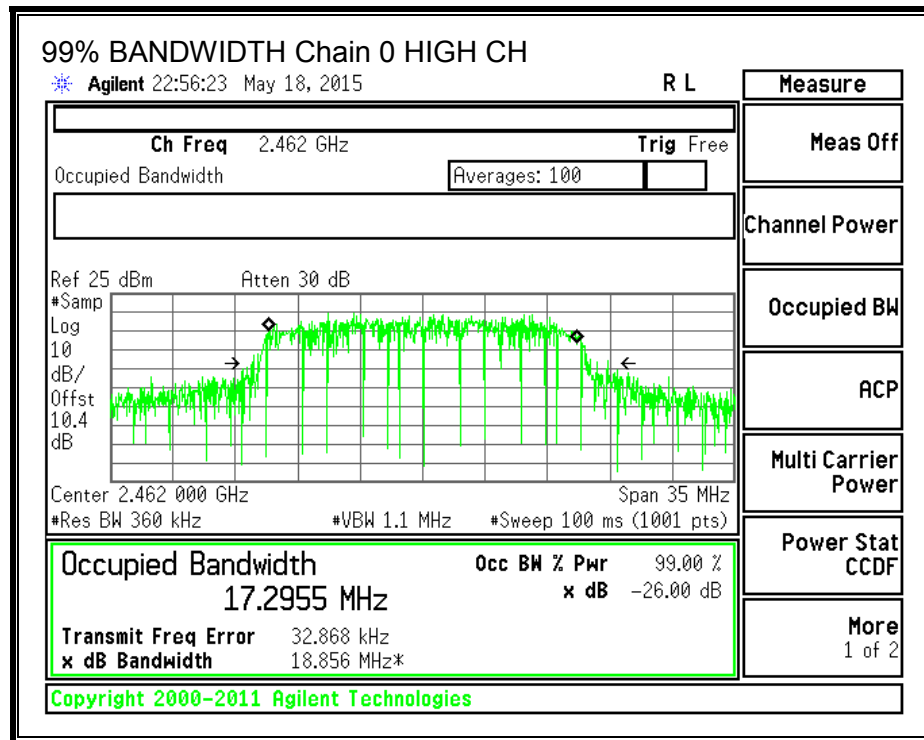 99% BANDWIDTH Chain 0 HIGH CH
Agilent 22:56:23 May 18, 2015 R L
Ch Freq 2.462 GHz Trig Free
Occupied Bandwidth Averages: 100
Ref 25 dBm Atten 30 dB
#Samp
Log
10
dB/
Offst
10.4
dB
Center 2.462 000 GHz Span 35 MHz
#Res BW 360 kHz #VBW 1.1 MHz #Sweep 100 ms (1001 pts)
Occupied Bandwidth Occ BW % Pwr 99.00 %
17.2955 MHz x dB -26.00 dB
Transmit Freq Error 32.868 kHz
x dB Bandwidth 18.856 MHz*
Copyright 2000-2011 Agilent Technologies
Measure
Meas Off
Channel Power
Occupied BW
ACP
Multi Carrier
Power
Power Stat
CCDF
More
1 of 2